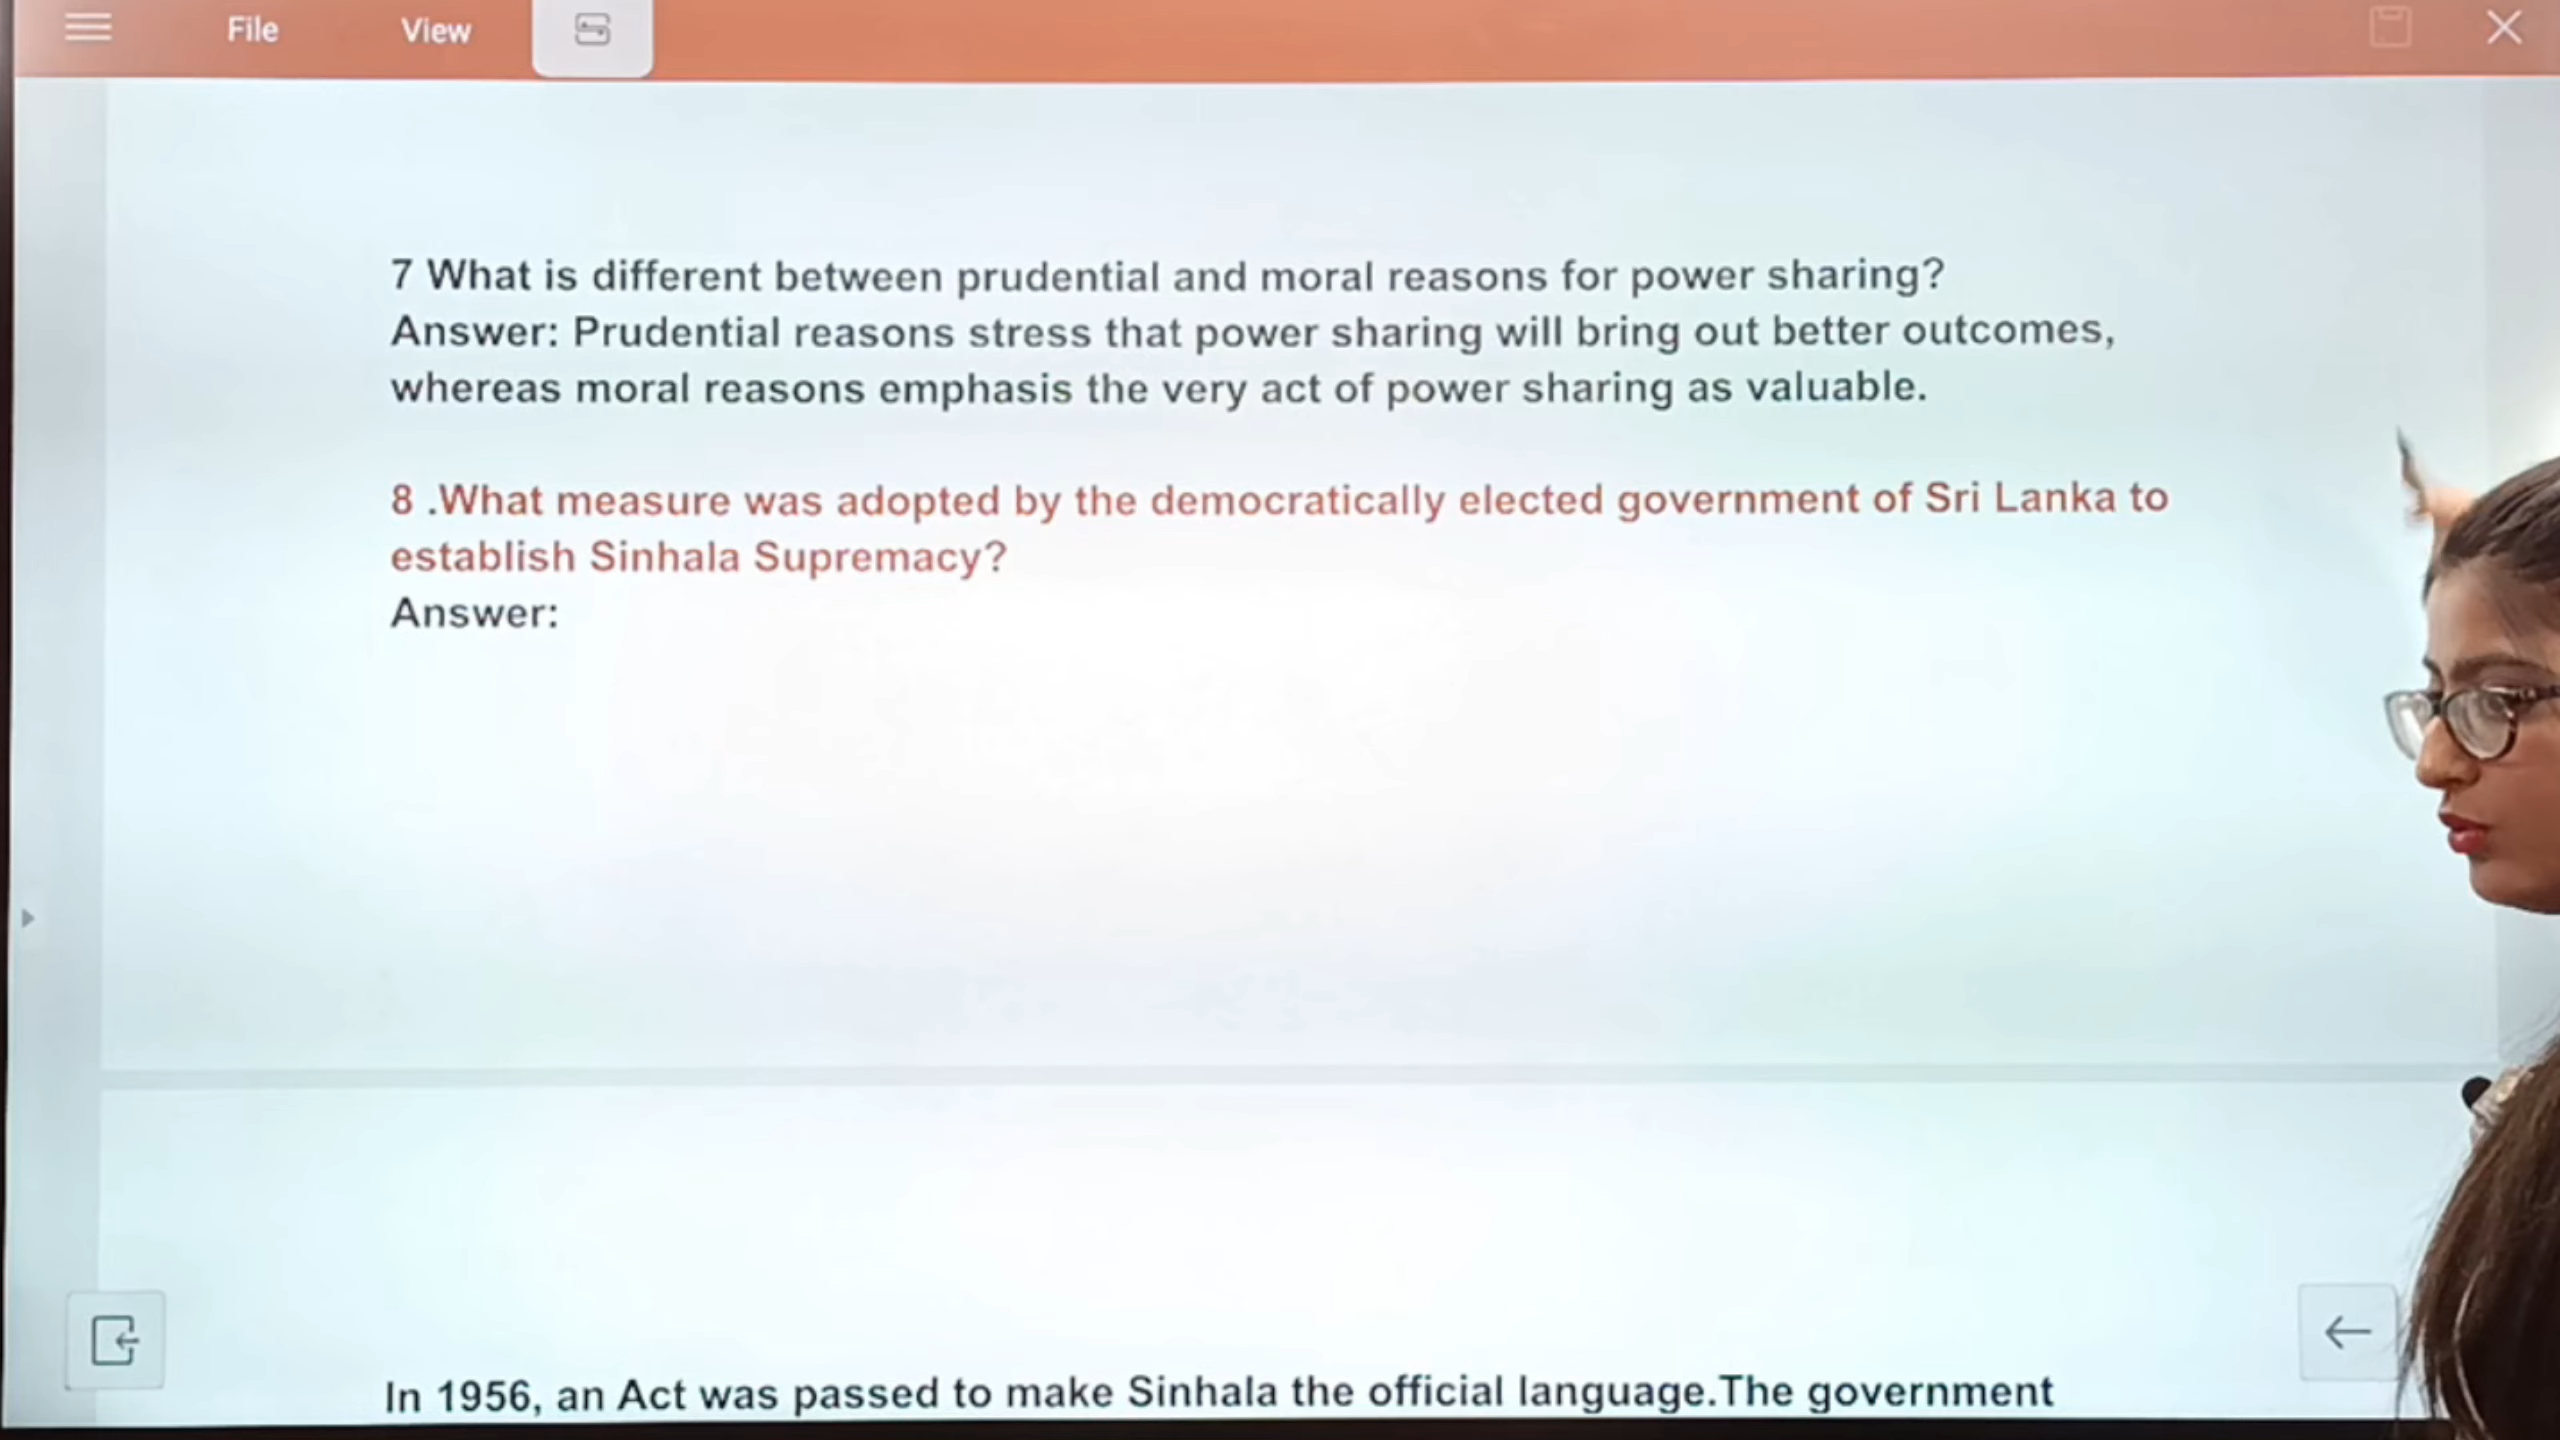 File View
7 What is different between prudential and moral reasons for power sharing?
Answer: Prudential reasons stress that power sharing will bring out better outcomes,
whereas moral reasons emphasis the very act of power sharing as valuable.
8 .What measure was adopted by the democratically elected government of Sri Lanka to
establish Sinhala Supremacy?
Answer:
In 1956, an Act was passed to make Sinhala the official language.The government